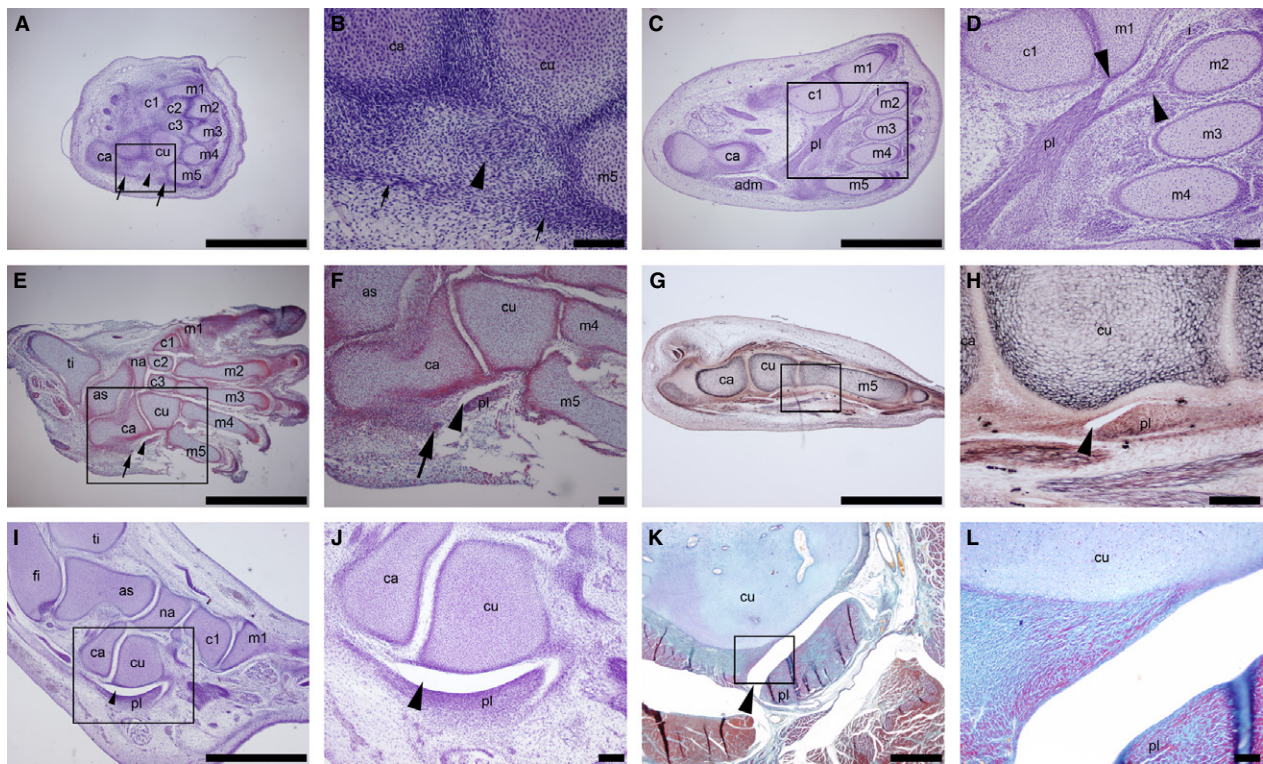 A
c1
m1
c2
m2
c3
m3
ca
cu
m4
m5
B
ca
cu
m5
C
m1
c1
i
m2
m3
pl
m4
ca
adm
m5
D
m1
i
c1
m2
m3
pl
m4
E
m1
c1
ti
na
c2
m2
c3
as
m3
cu
m4
ca
m5
F
as
cu
m4
ca
pl
m5
G
ca
cu
m5
H
ca
cu
pl
I
ti
fi
as
na
c1
m1
ca
cu
pl
J
ca
cu
pl
K
cu
pl
L
cu
pl